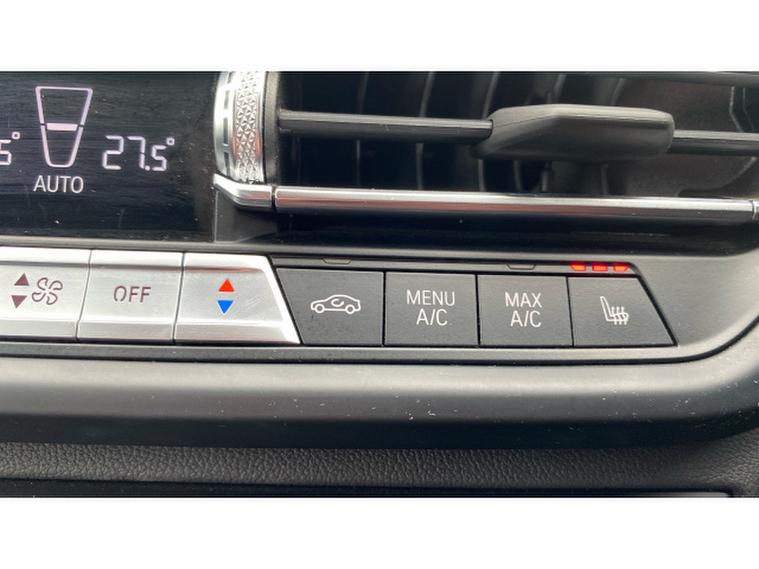 5° 27.5°
AUTO
OFF
MENU
A/C
MAX
A/C